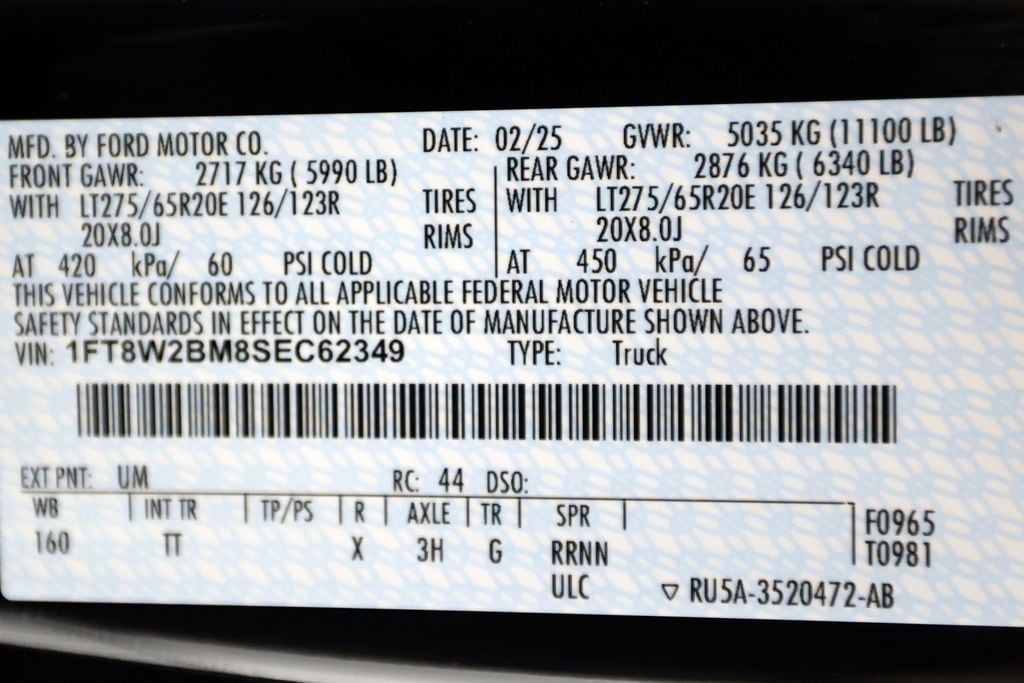 MFD. BY FORD MOTOR CO. DATE: 02/25 GVWR: 5035 KG (11100 LB)
FRONT GAWR: 2717 KG ( 5990 LB) REAR GAWR: 2876 KG ( 6340 LB)
WITH LT275/65R20E 126/123R TIRES WITH LT275/65R20E 126/123R TIRES
20X8.0J RIMS 20X8.0J RIMS
AT 420 kPa/ 60 PSI COLD AT 450 kPa/ 65 PSI COLD
THIS VEHICLE CONFORMS TO ALL APPLICABLE FEDERAL MOTOR VEHICLE
SAFETY STANDARDS IN EFFECT ON THE DATE OF MANUFACTURE SHOWN ABOVE.
VIN: 1FT8W2BM8SEC62349 TYPE: Truck
EXT PNT: UM RC: 44 DSO:
WB INT TR TP/PS R AXLE TR SPR F0965
160 TT X 3H G RRNN T0981
ULC ▽ RU5A-3520472-AB